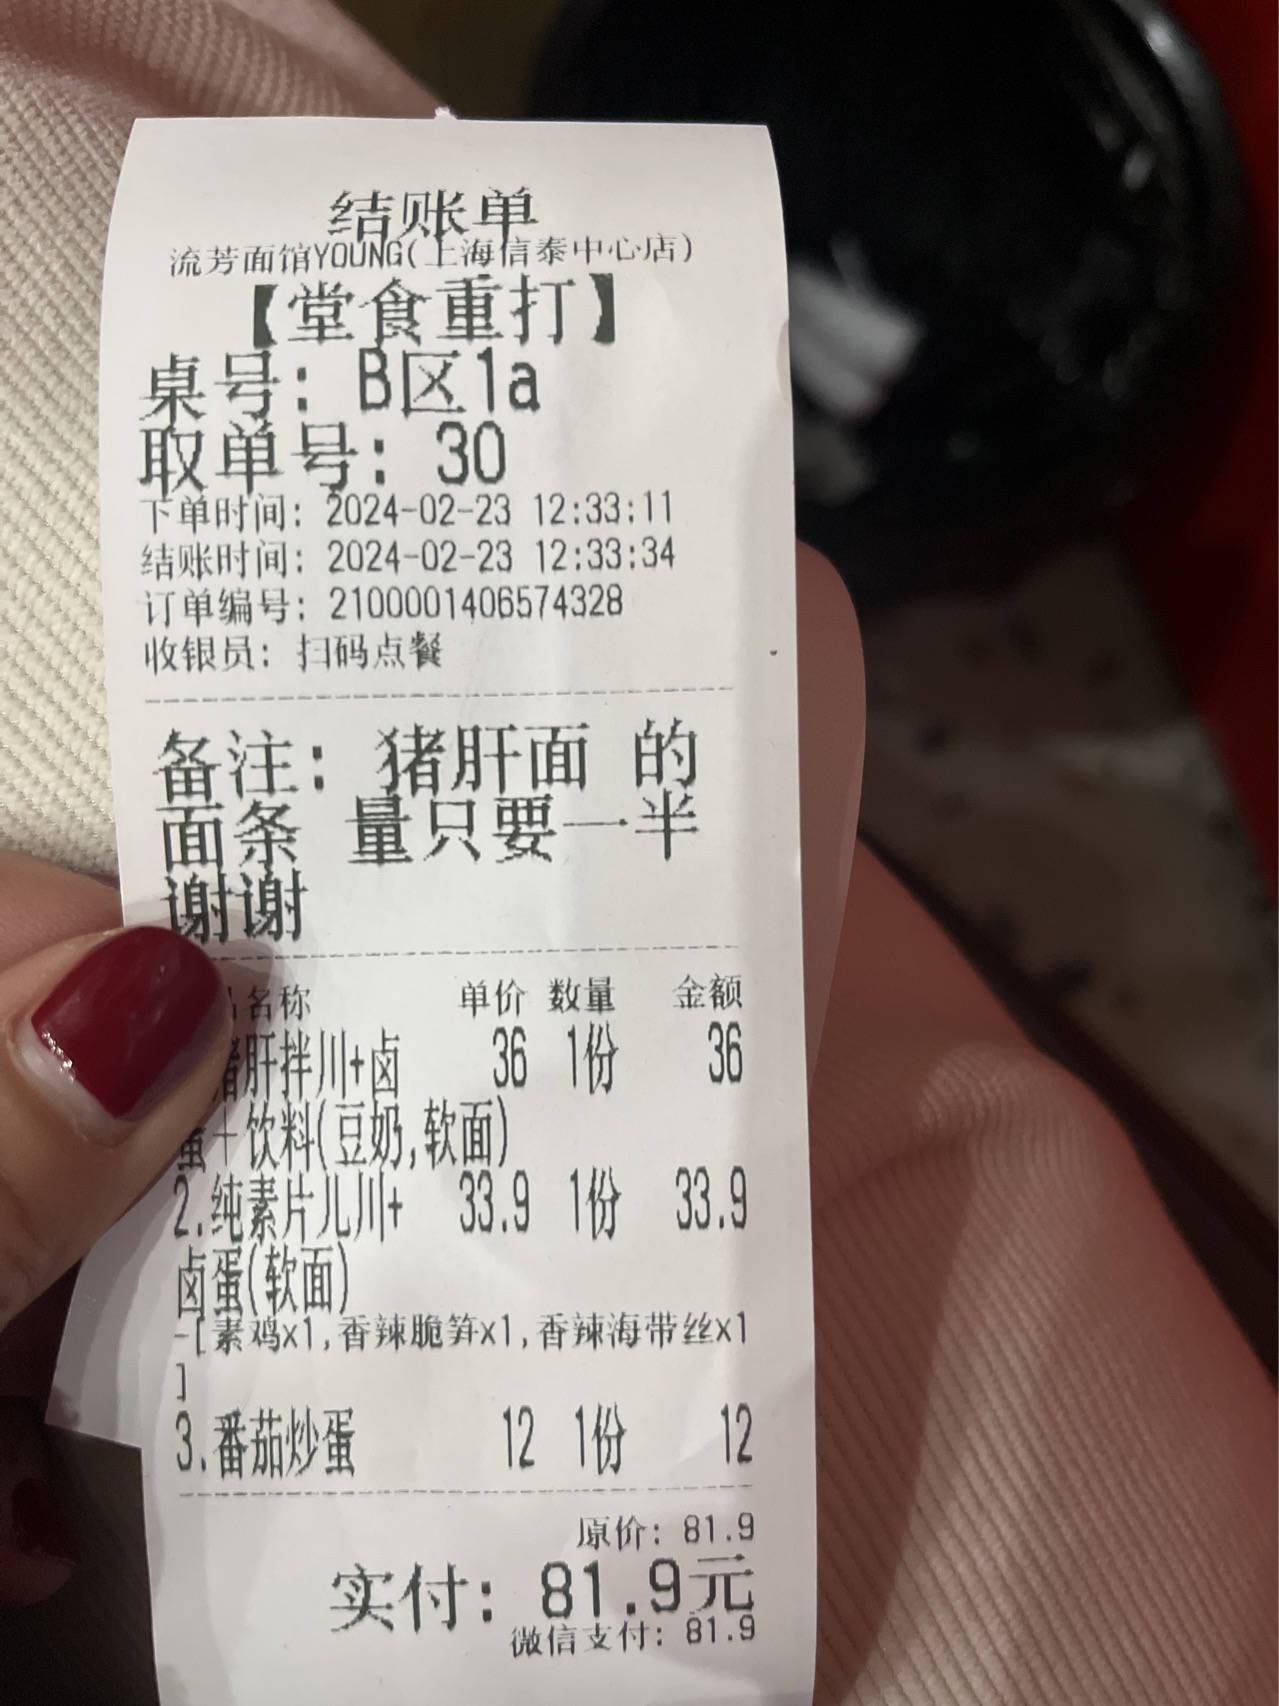 结账单
流芳面馆YOUNG(上海信泰中心店)
【堂食重打】
桌号: B区1a
取单号: 30
下单时间: 2024-02-23 12:33:11
结账时间: 2024-02-23 12:33:34
订单编号: 2100001406574328
收银员: 扫码点餐
备注: 猪肝面 的
面条 量只要一半
谢谢
名称 单价 数量 金额
猪肝拌川+卤 36 1份 36
蛋+饮料(豆奶,软面)
2.纯素片儿川+ 33.9 1份 33.9
卤蛋(软面)
-[素鸡x1,香辣脆笋x1,香辣海带丝x1
]
3.番茄炒蛋 12 1份 12
原价: 81.9
实付: 81.9元
微信支付: 81.9